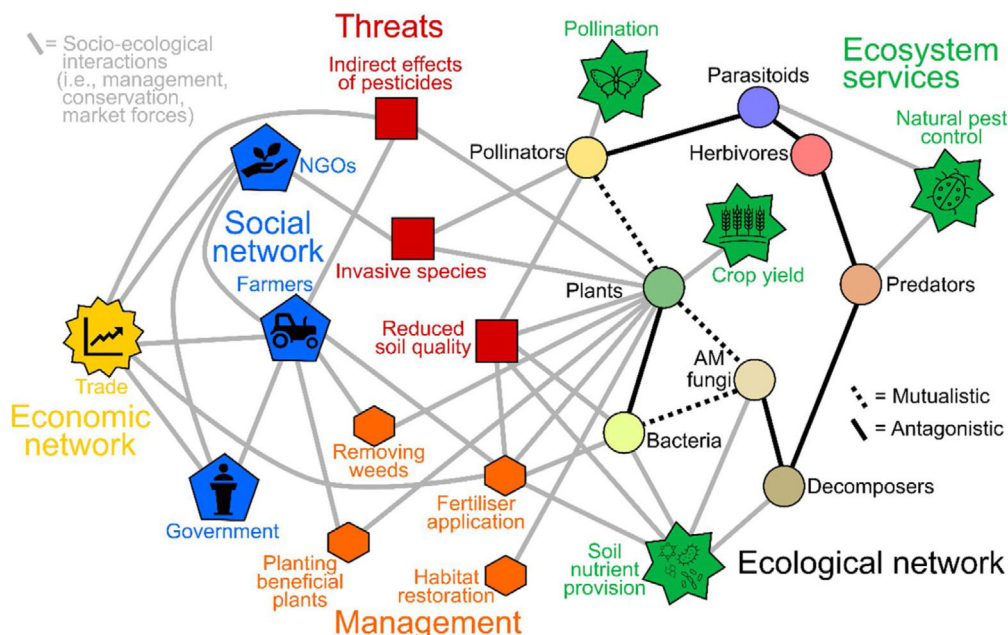 = Socio-ecological
interactions
(i.e., management,
conservation,
market forces)
Threats
Indirect effects
of pesticides
Pollination
Parasitoids
Ecosystem
services
Natural pest
control
NGOs
Pollinators
Herbivores
Social
network
Farmers
Invasive species
Crop yield
Plants
Predators
Reduced
soil quality
AM
fungi
Trade
Economic
network
= Mutualistic
= Antagonistic
Removing
weeds
Bacteria
Decomposers
Government
Fertiliser
application
Planting
beneficial
plants
Habitat
restoration
Soil
nutrient
provision
Ecological network
Management